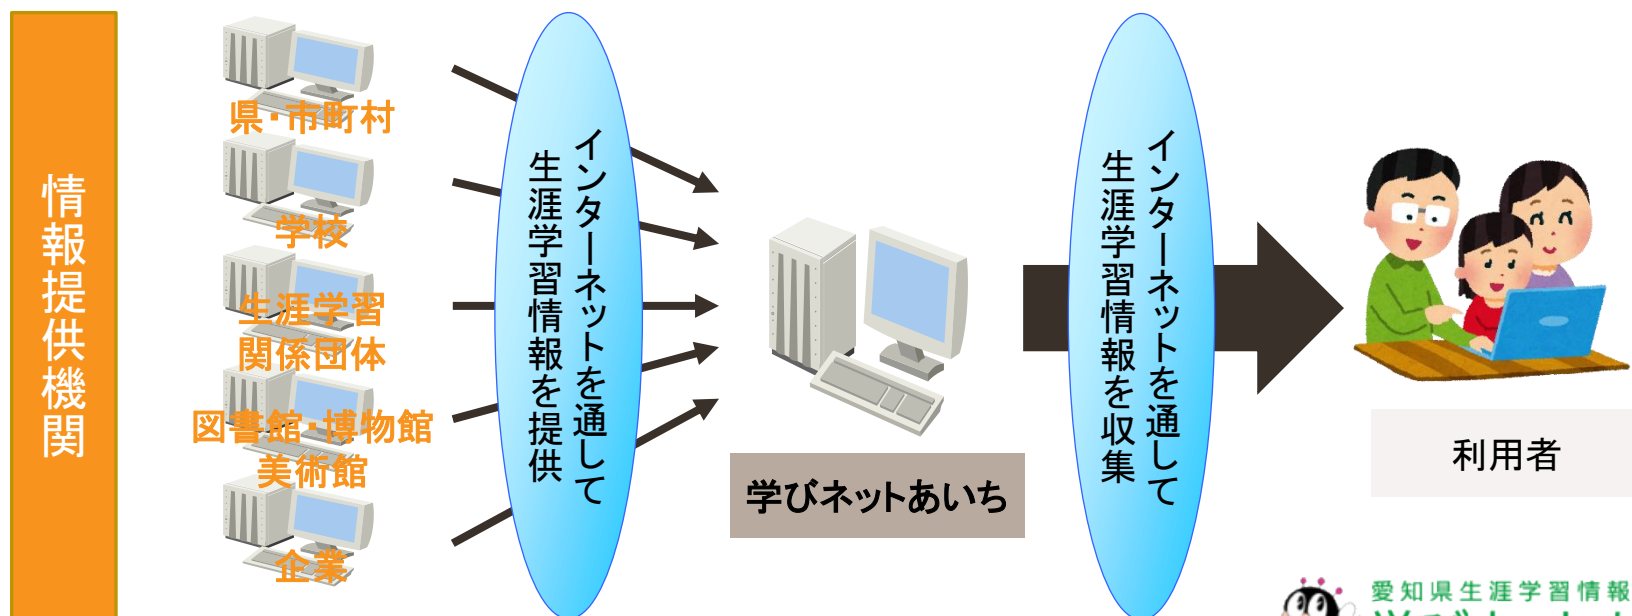 情報提供機関
県・市町村
学校
生涯学習
関係団体
図書館・博物館
美術館
企業
インターネットを通して
生涯学習情報を提供
学びネットあいち
インターネットを通して
生涯学習情報を収集
利用者
愛知県生涯学習情報